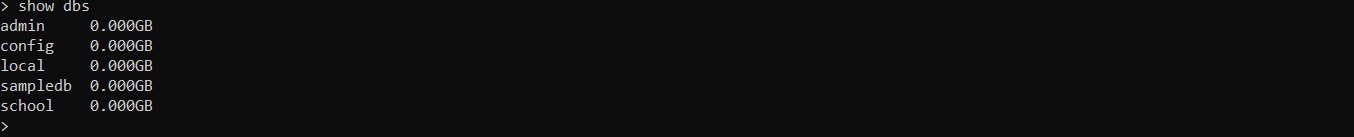 > show dbs
admin     0.000GB
config    0.000GB
local     0.000GB
sampledb  0.000GB
school    0.000GB
>